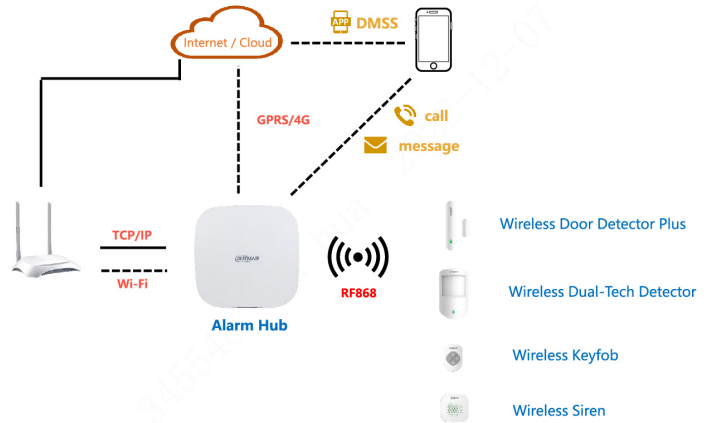 APP DMSS
Internet / Cloud
GPRS/4G
call
message
TCP/IP
Wi-Fi
alhua
RF868
Alarm Hub
Wireless Door Detector Plus
Wireless Dual-Tech Detector
Wireless Keyfob
Wireless Siren